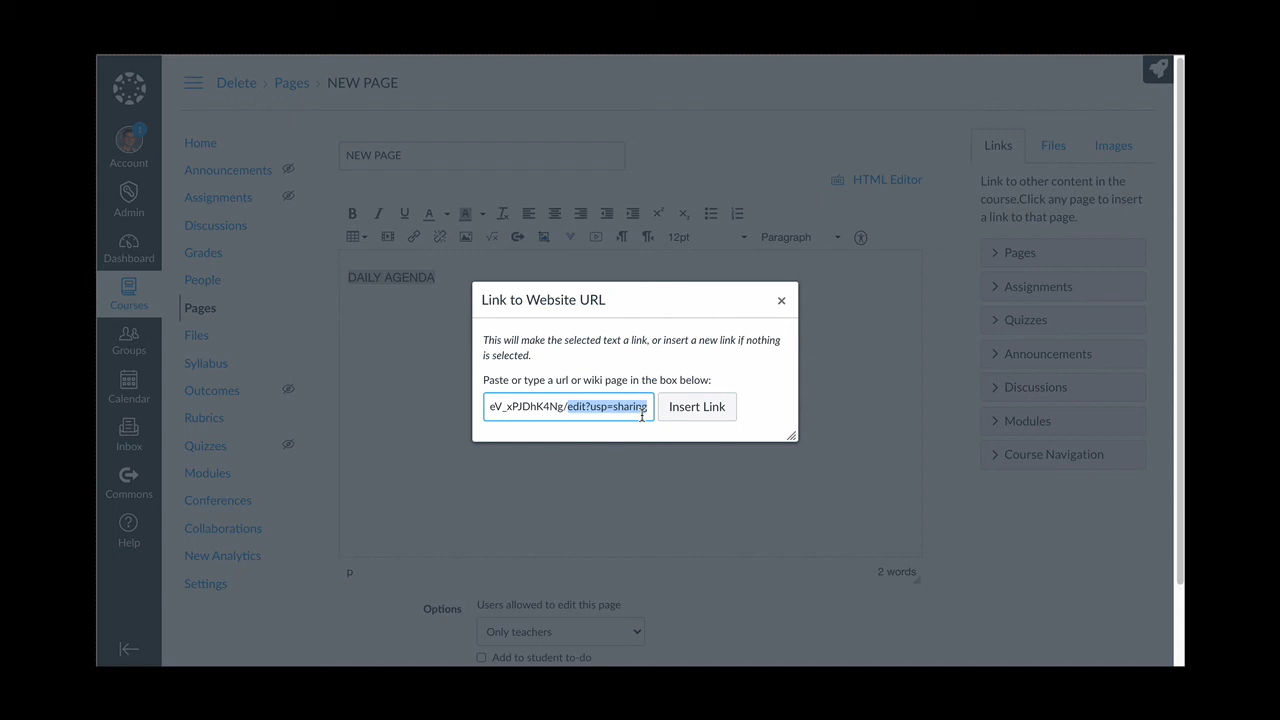 Delete > Pages > NEW PAGE
1
Account
Admin
Dashboard
Courses
Groups
Calendar
Inbox
Commons
Help
Home
Announcements
Assignments
Discussions
Grades
People
Pages
Files
Syllabus
Outcomes
Rubrics
Quizzes
Modules
Conferences
Collaborations
New Analytics
Settings
NEW PAGE
HTML Editor
B I U A A
12pt Paragraph
DAILY AGENDA
Link to Website URL
This will make the selected text a link, or insert a new link if nothing
is selected.
Paste or type a url or wiki page in the box below:
eV_xPJDhK4Ng/edit?usp=sharing
Insert Link
p
2 words
Options
Users allowed to edit this page
Only teachers
Add to student to-do
Links Files Images
Link to other content in the
course.Click any page to insert
a link to that page.
Pages
Assignments
Quizzes
Announcements
Discussions
Modules
Course Navigation